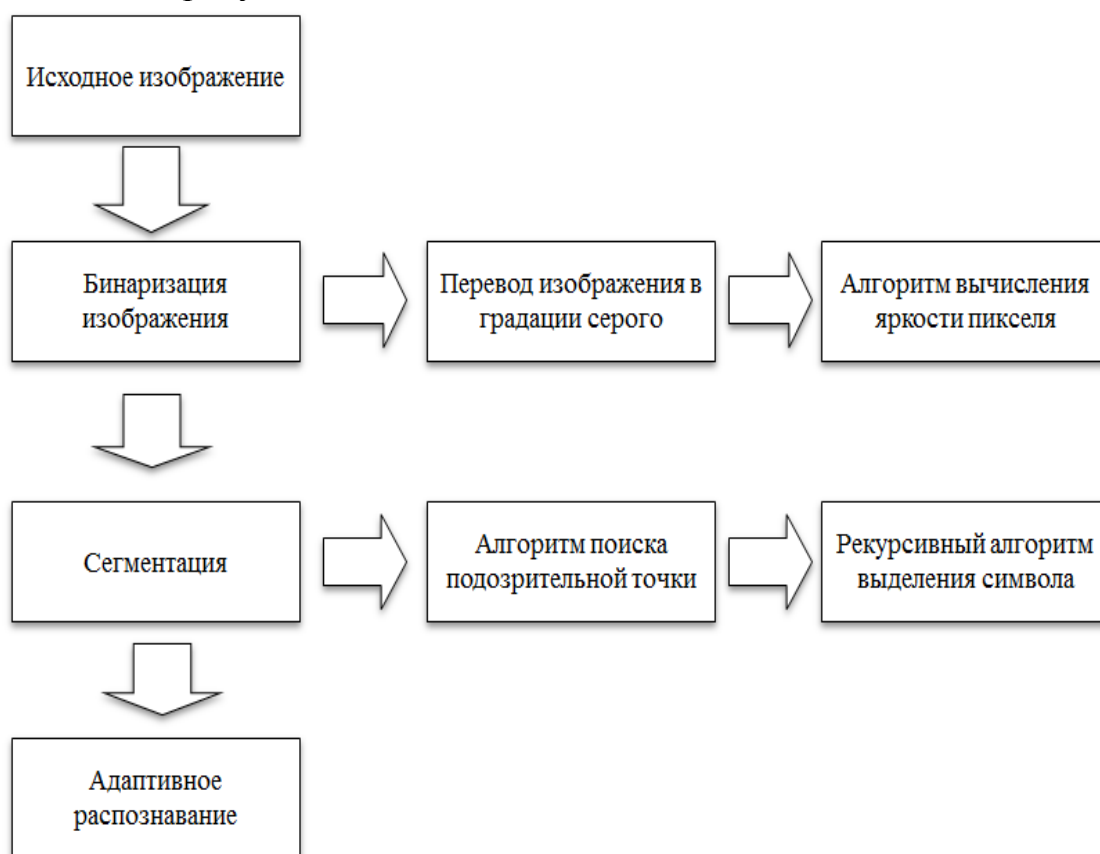 Исходное изображение
Бинаризация
изображения
Перевод изображения в
градации серого
Алгоритм вычисления
яркости пикселя
Сегментация
Алгоритм поиска
подозрительной точки
Рекурсивный алгоритм
выделения символа
Адаптивное
распознавание